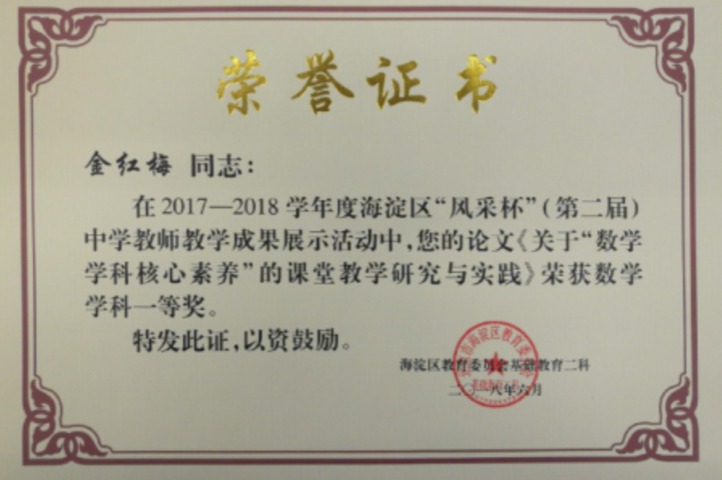 荣誉证书
金红梅 同志：
在2017—2018学年度海淀区“风采杯”（第二届）
中学教师教学成果展示活动中，您的论文《关于“数学
学科核心素养”的课堂教学研究与实践》荣获数学
学科一等奖。
特发此证，以资鼓励。
海淀区教育委员会基础教育二科
二〇一八年六月